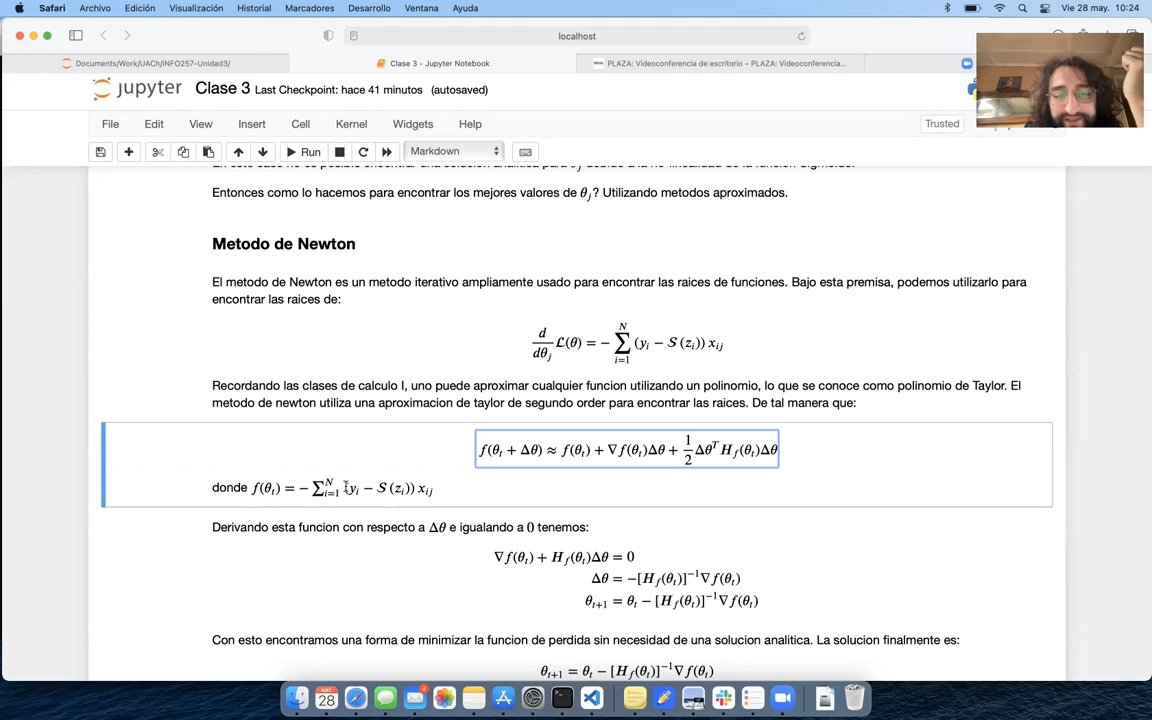 Safari Archivo Edición Visualización Historial Marcadores Desarrollo Ventana Ayuda Vie 28 may. 10:24
localhost
Documents/Work/UACh/INFO257-Unidad3/ Clase 3 - Jupyter Notebook PLAZA: Videoconferencia de escritorio – PLAZA: Videoconferencia...
jupyter Clase 3 Last Checkpoint: hace 41 minutos (autosaved)
File Edit View Insert Cell Kernel Widgets Help Trusted
Run Markdown
Entonces como lo hacemos para encontrar los mejores valores de θ_j? Utilizando metodos aproximados.
Metodo de Newton
El metodo de Newton es un metodo iterativo ampliamente usado para encontrar las raices de funciones. Bajo esta premisa, podemos utilizarlo para
encontrar las raices de:
d/dθ_j ℒ(θ) = − ∑_{i=1}^{N} (y_i − S (z_i)) x_{ij}
Recordando las clases de calculo I, uno puede aproximar cualquier funcion utilizando un polinomio, lo que se conoce como polinomio de Taylor. El
metodo de newton utiliza una aproximacion de taylor de segundo order para encontrar las raices. De tal manera que:
f(θ_t + Δθ) ≈ f(θ_t) + ∇f(θ_t)Δθ + 1/2 Δθ^T H_f(θ_t)Δθ
donde f(θ_t) = − ∑_{i=1}^{N} (y_i − S (z_i)) x_{ij}
Derivando esta funcion con respecto a Δθ e igualando a 0 tenemos:
∇f(θ_t) + H_f(θ_t)Δθ = 0
Δθ = −[H_f(θ_t)]^{−1}∇f(θ_t)
θ_{t+1} = θ_t − [H_f(θ_t)]^{−1}∇f(θ_t)
Con esto encontramos una forma de minimizar la funcion de perdida sin necesidad de una solucion analitica. La solucion finalmente es:
θ_{t+1} = θ_t − [H_f(θ_t)]^{−1}∇f(θ_t)
MAY
28